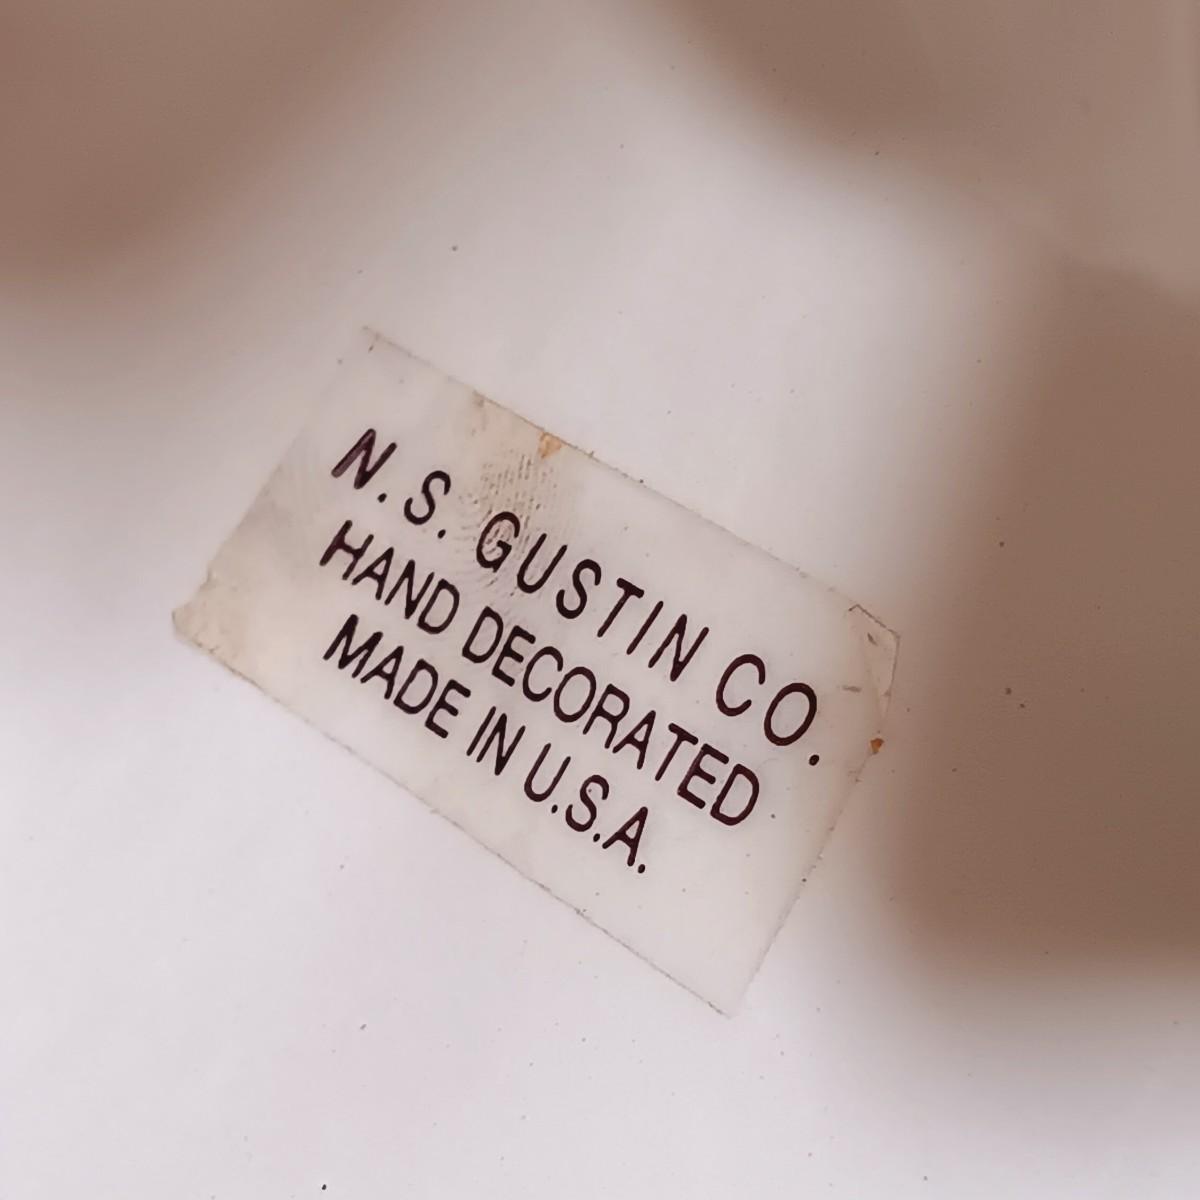 N. S. GUSTIN CO.
HAND DECORATED
MADE IN U.S.A.